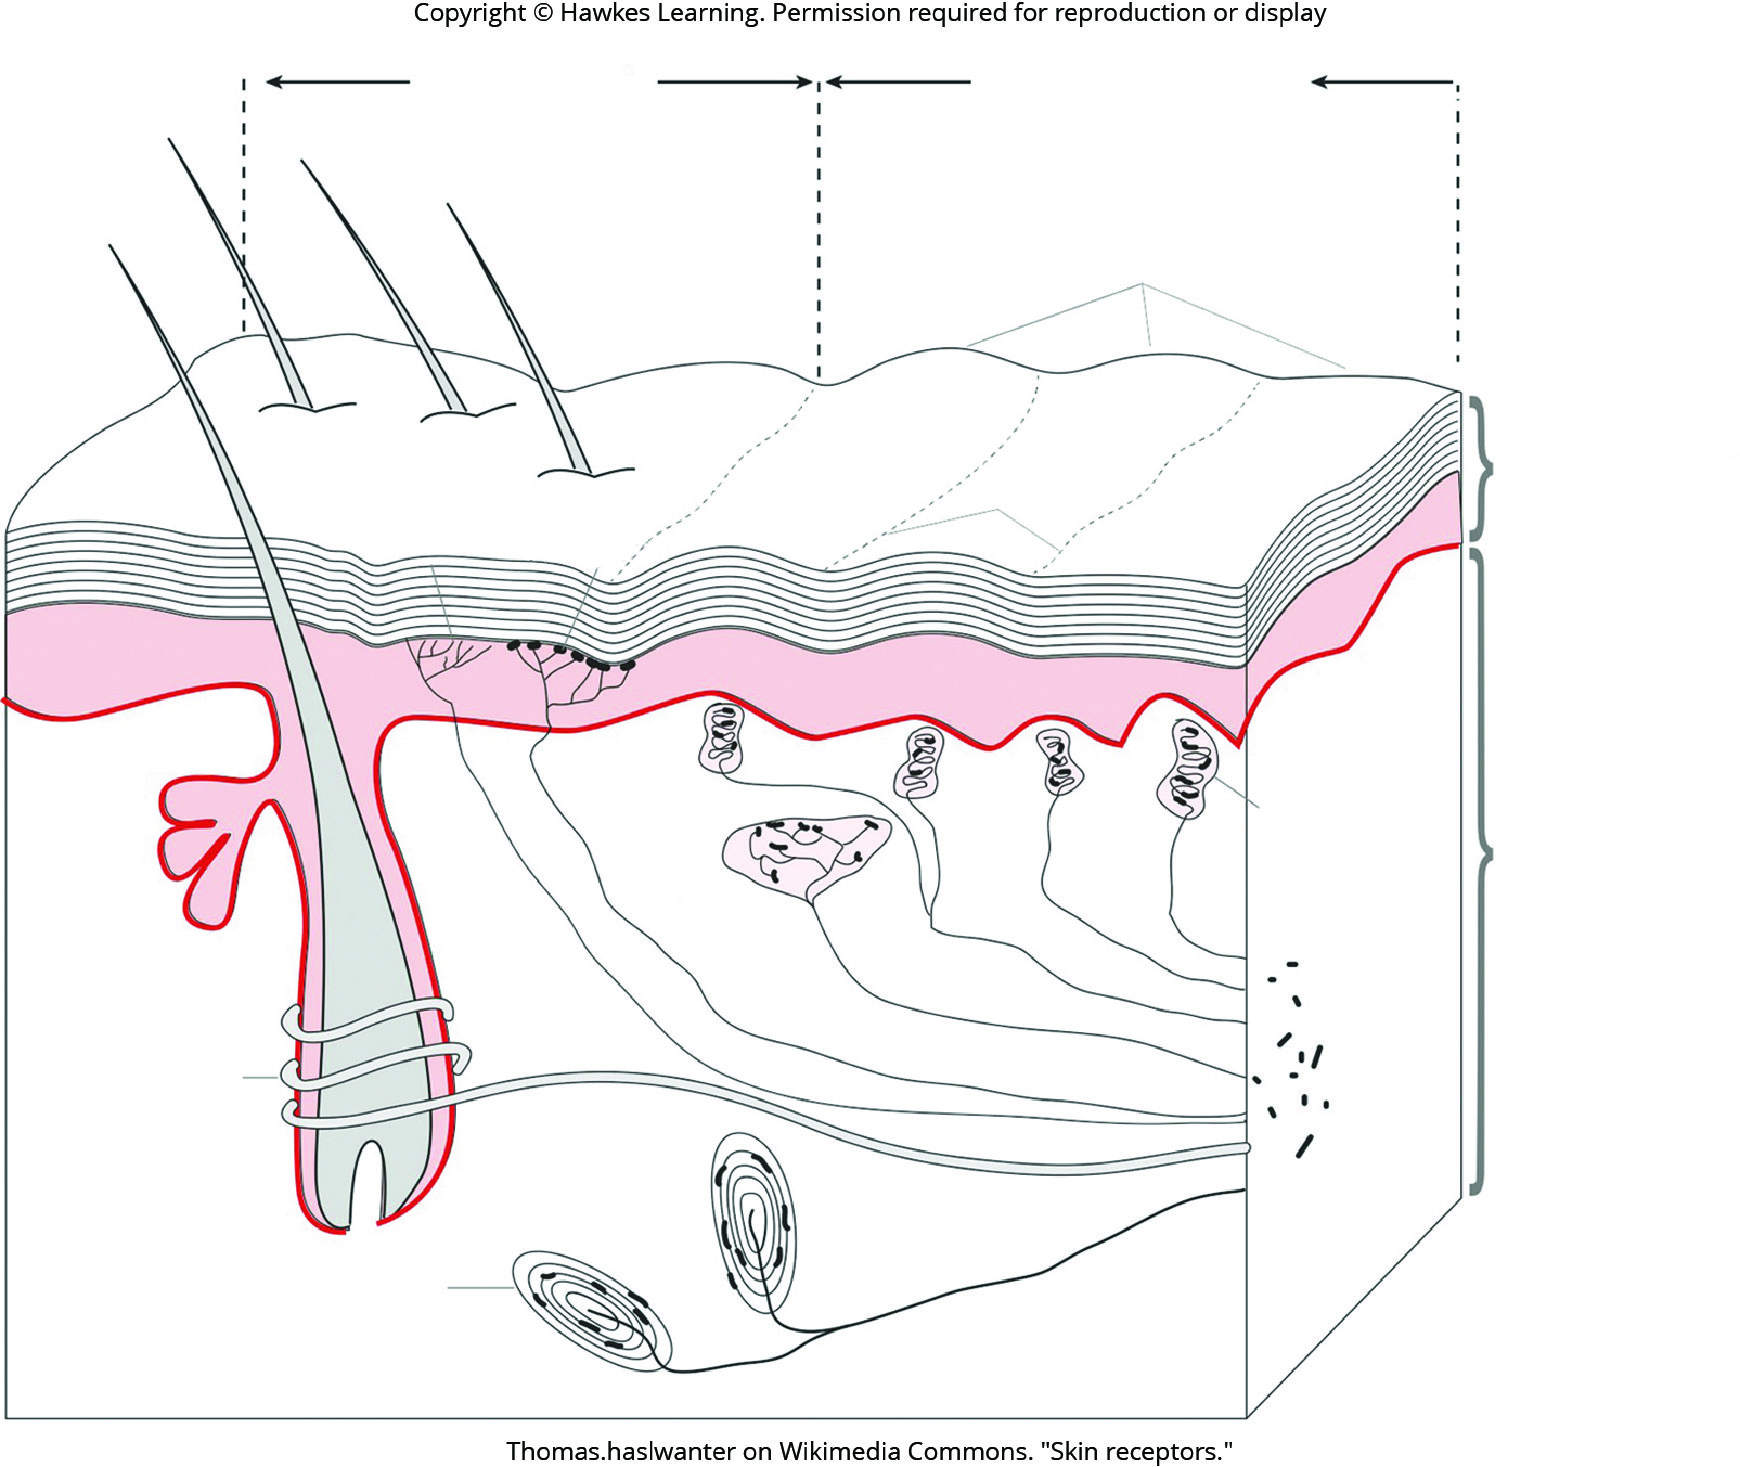 Copyright © Hawkes Learning. Permission required for reproduction or display
Thomas.haslwanter on Wikimedia Commons. "Skin receptors."